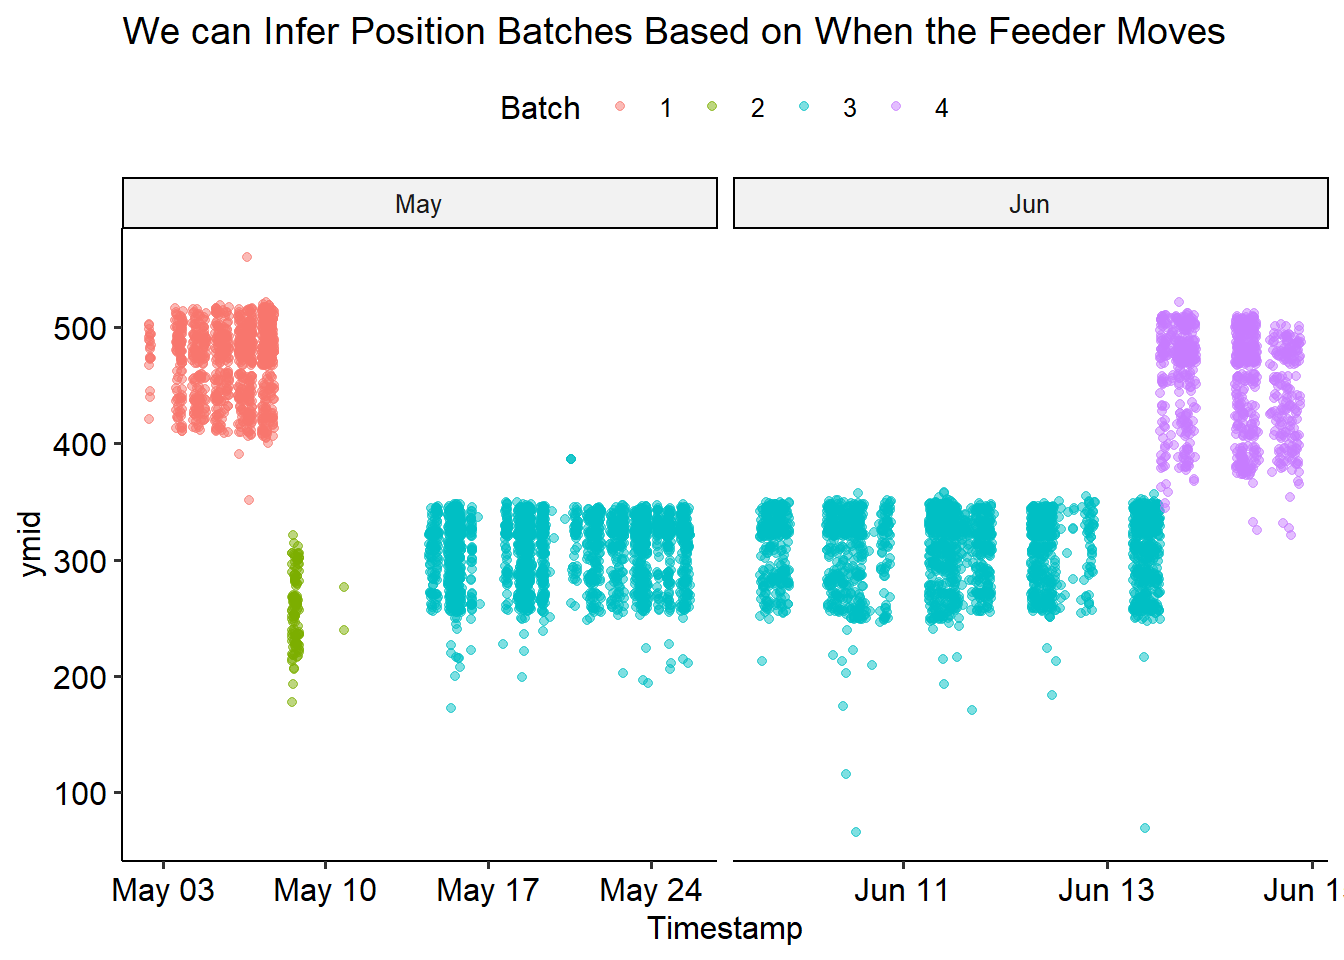 We can Infer Position Batches Based on When the Feeder Moves
Batch 1 2 3 4
May Jun
500
400
300
200
100
ymid
May 03 May 10 May 17 May 24 Jun 11 Jun 13 Jun
Timestamp